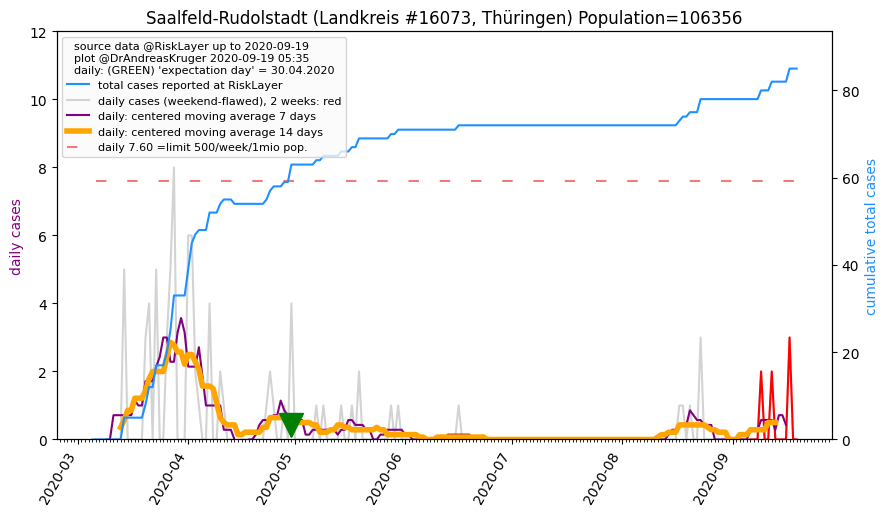 Saalfeld-Rudolstadt (Landkreis #16073, Thüringen) Population=106356
source data @RiskLayer up to 2020-09-19
plot @DrAndreasKruger 2020-09-19 05:35
daily: (GREEN) 'expectation day' = 30.04.2020
total cases reported at RiskLayer
daily cases (weekend-flawed), 2 weeks: red
daily: centered moving average 7 days
daily: centered moving average 14 days
daily 7.60 =limit 500/week/1mio pop.
daily cases
12
10
8
6
4
2
0
80
60
40
20
0
cumulative total cases
2020-03
2020-04
2020-05
2020-06
2020-07
2020-08
2020-09